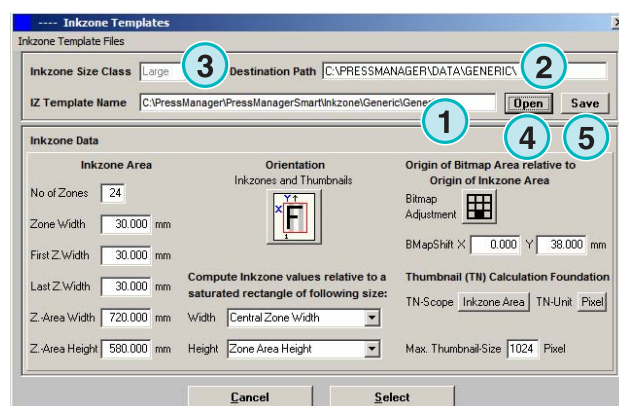 ---- Inkzone Templates
Inkzone Template Files
Inkzone Size Class Large 3 Destination Path C:\PRESSMANAGER\DATA\GENERIC\ 2
IZ Template Name C:\PressManager\PressManagerSmart\Inkzone\Generic\Gene 1 Open Save
4 5
Inkzone Data
Inkzone Area
No of Zones 24
Zone Width 30.000 mm
First Z.Width 30.000 mm
Last Z.Width 30.000 mm
Z.-Area Width 720.000 mm
Z.-Area Height 580.000 mm
Orientation
Inkzones and Thumbnails
Y
X F
1
Compute Inkzone values relative to a
saturated rectangle of following size:
Width Central Zone Width
Height Zone Area Height
Origin of Bitmap Area relative to
Origin of Inkzone Area
Bitmap
Adjustment
BMapShift X 0.000 Y 38.000 mm
Thumbnail (TN) Calculation Foundation
TN-Scope Inkzone Area TN-Unit Pixel
Max. Thumbnail-Size 1024 Pixel
Cancel Select